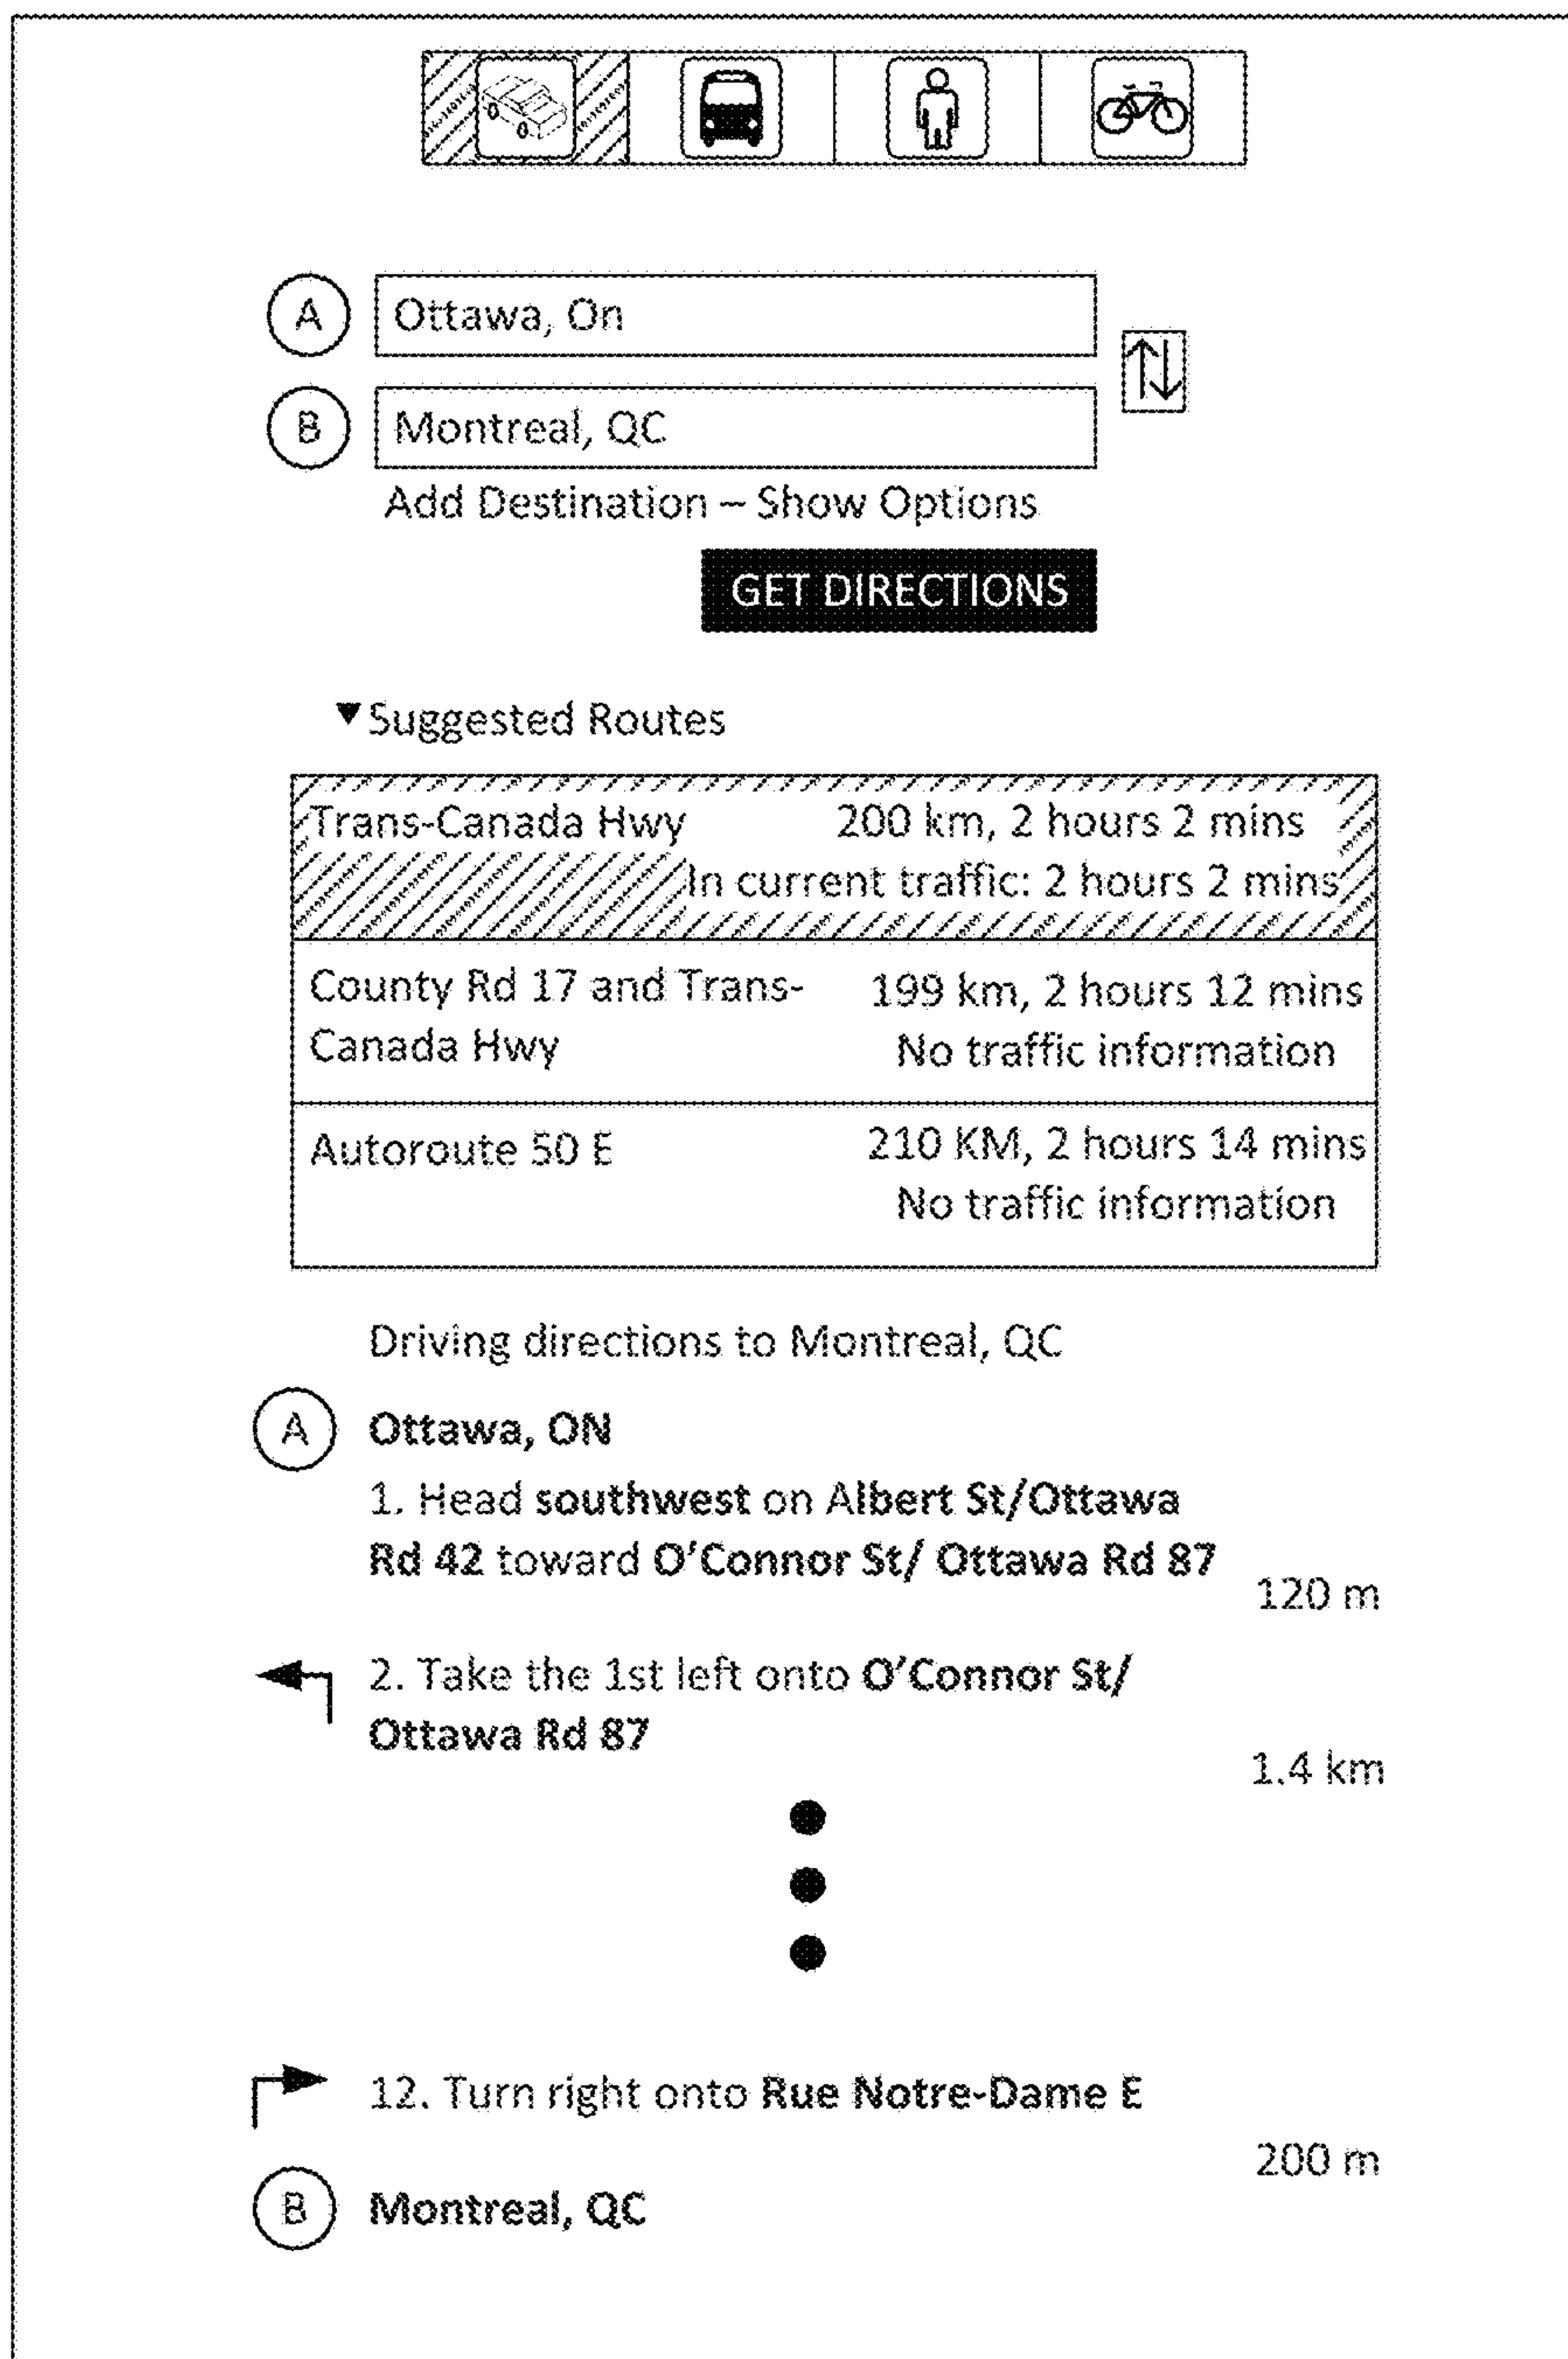 A Ottawa, On
B Montreal, QC
Add Destination – Show Options
GET DIRECTIONS
▼Suggested Routes
Trans-Canada Hwy 200 km, 2 hours 2 mins
In current traffic: 2 hours 2 mins
County Rd 17 and Trans- 199 km, 2 hours 12 mins
Canada Hwy No traffic information
Autoroute 50 E 210 KM, 2 hours 14 mins
No traffic information
Driving directions to Montreal, QC
A Ottawa, ON
1. Head southwest on Albert St/Ottawa
Rd 42 toward O'Connor St/ Ottawa Rd 87
120 m
2. Take the 1st left onto O'Connor St/
Ottawa Rd 87
1.4 km
12. Turn right onto Rue Notre-Dame E
200 m
B Montreal, QC